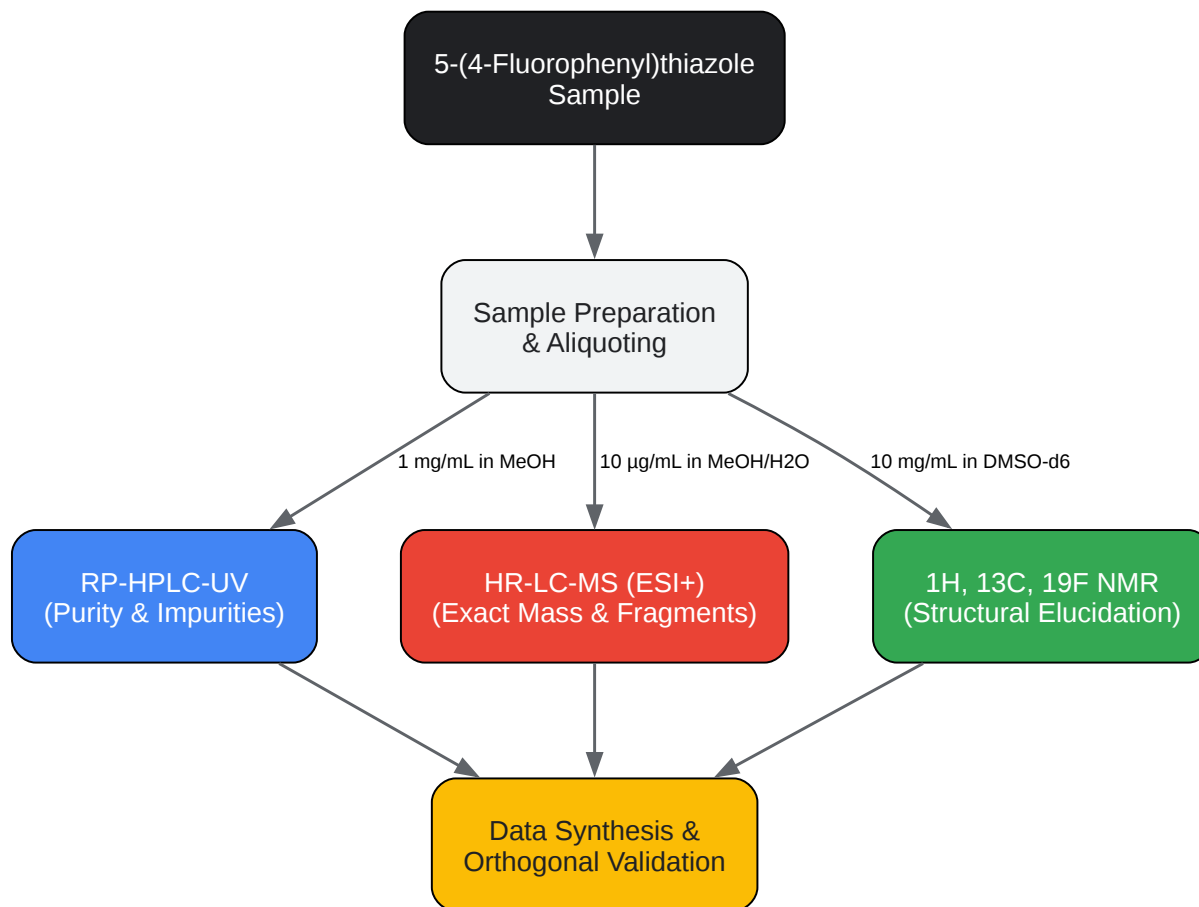 5-(4-Fluorophenyl)thiazole
Sample
Sample Preparation
& Aliquoting
1 mg/mL in MeOH
10 µg/mL in MeOH/H2O
10 mg/mL in DMSO-d6
RP-HPLC-UV
(Purity & Impurities)
HR-LC-MS (ESI+)
(Exact Mass & Fragments)
1H, 13C, 19F NMR
(Structural Elucidation)
Data Synthesis &
Orthogonal Validation